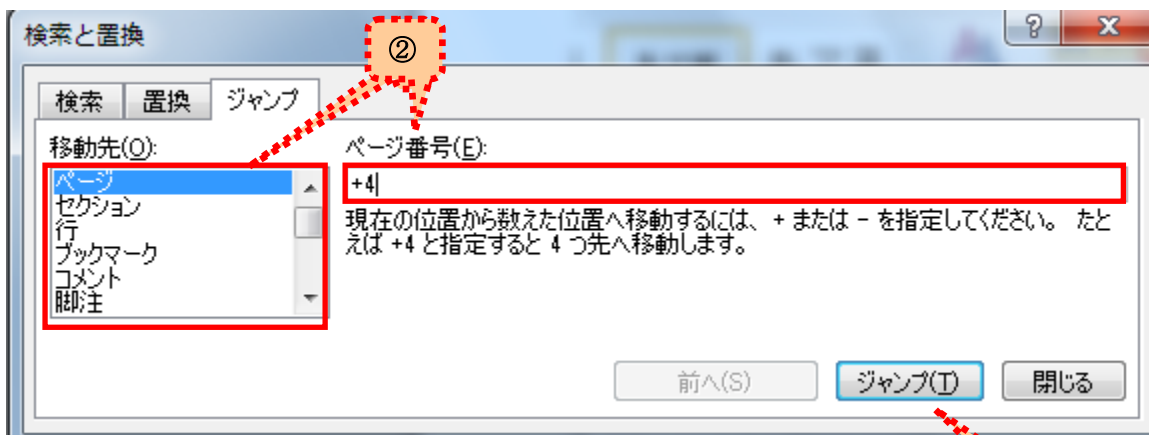 検索と置換
②
検索 置換 ジャンプ
移動先(O): ページ番号(E):
ページ
セクション
行
ブックマーク
コメント
脚注
+4
現在の位置から数えた位置へ移動するには、+ または - を指定してください。 たと
えば +4 と指定すると 4 つ先へ移動します。
前へ(S) ジャンプ(T) 閉じる